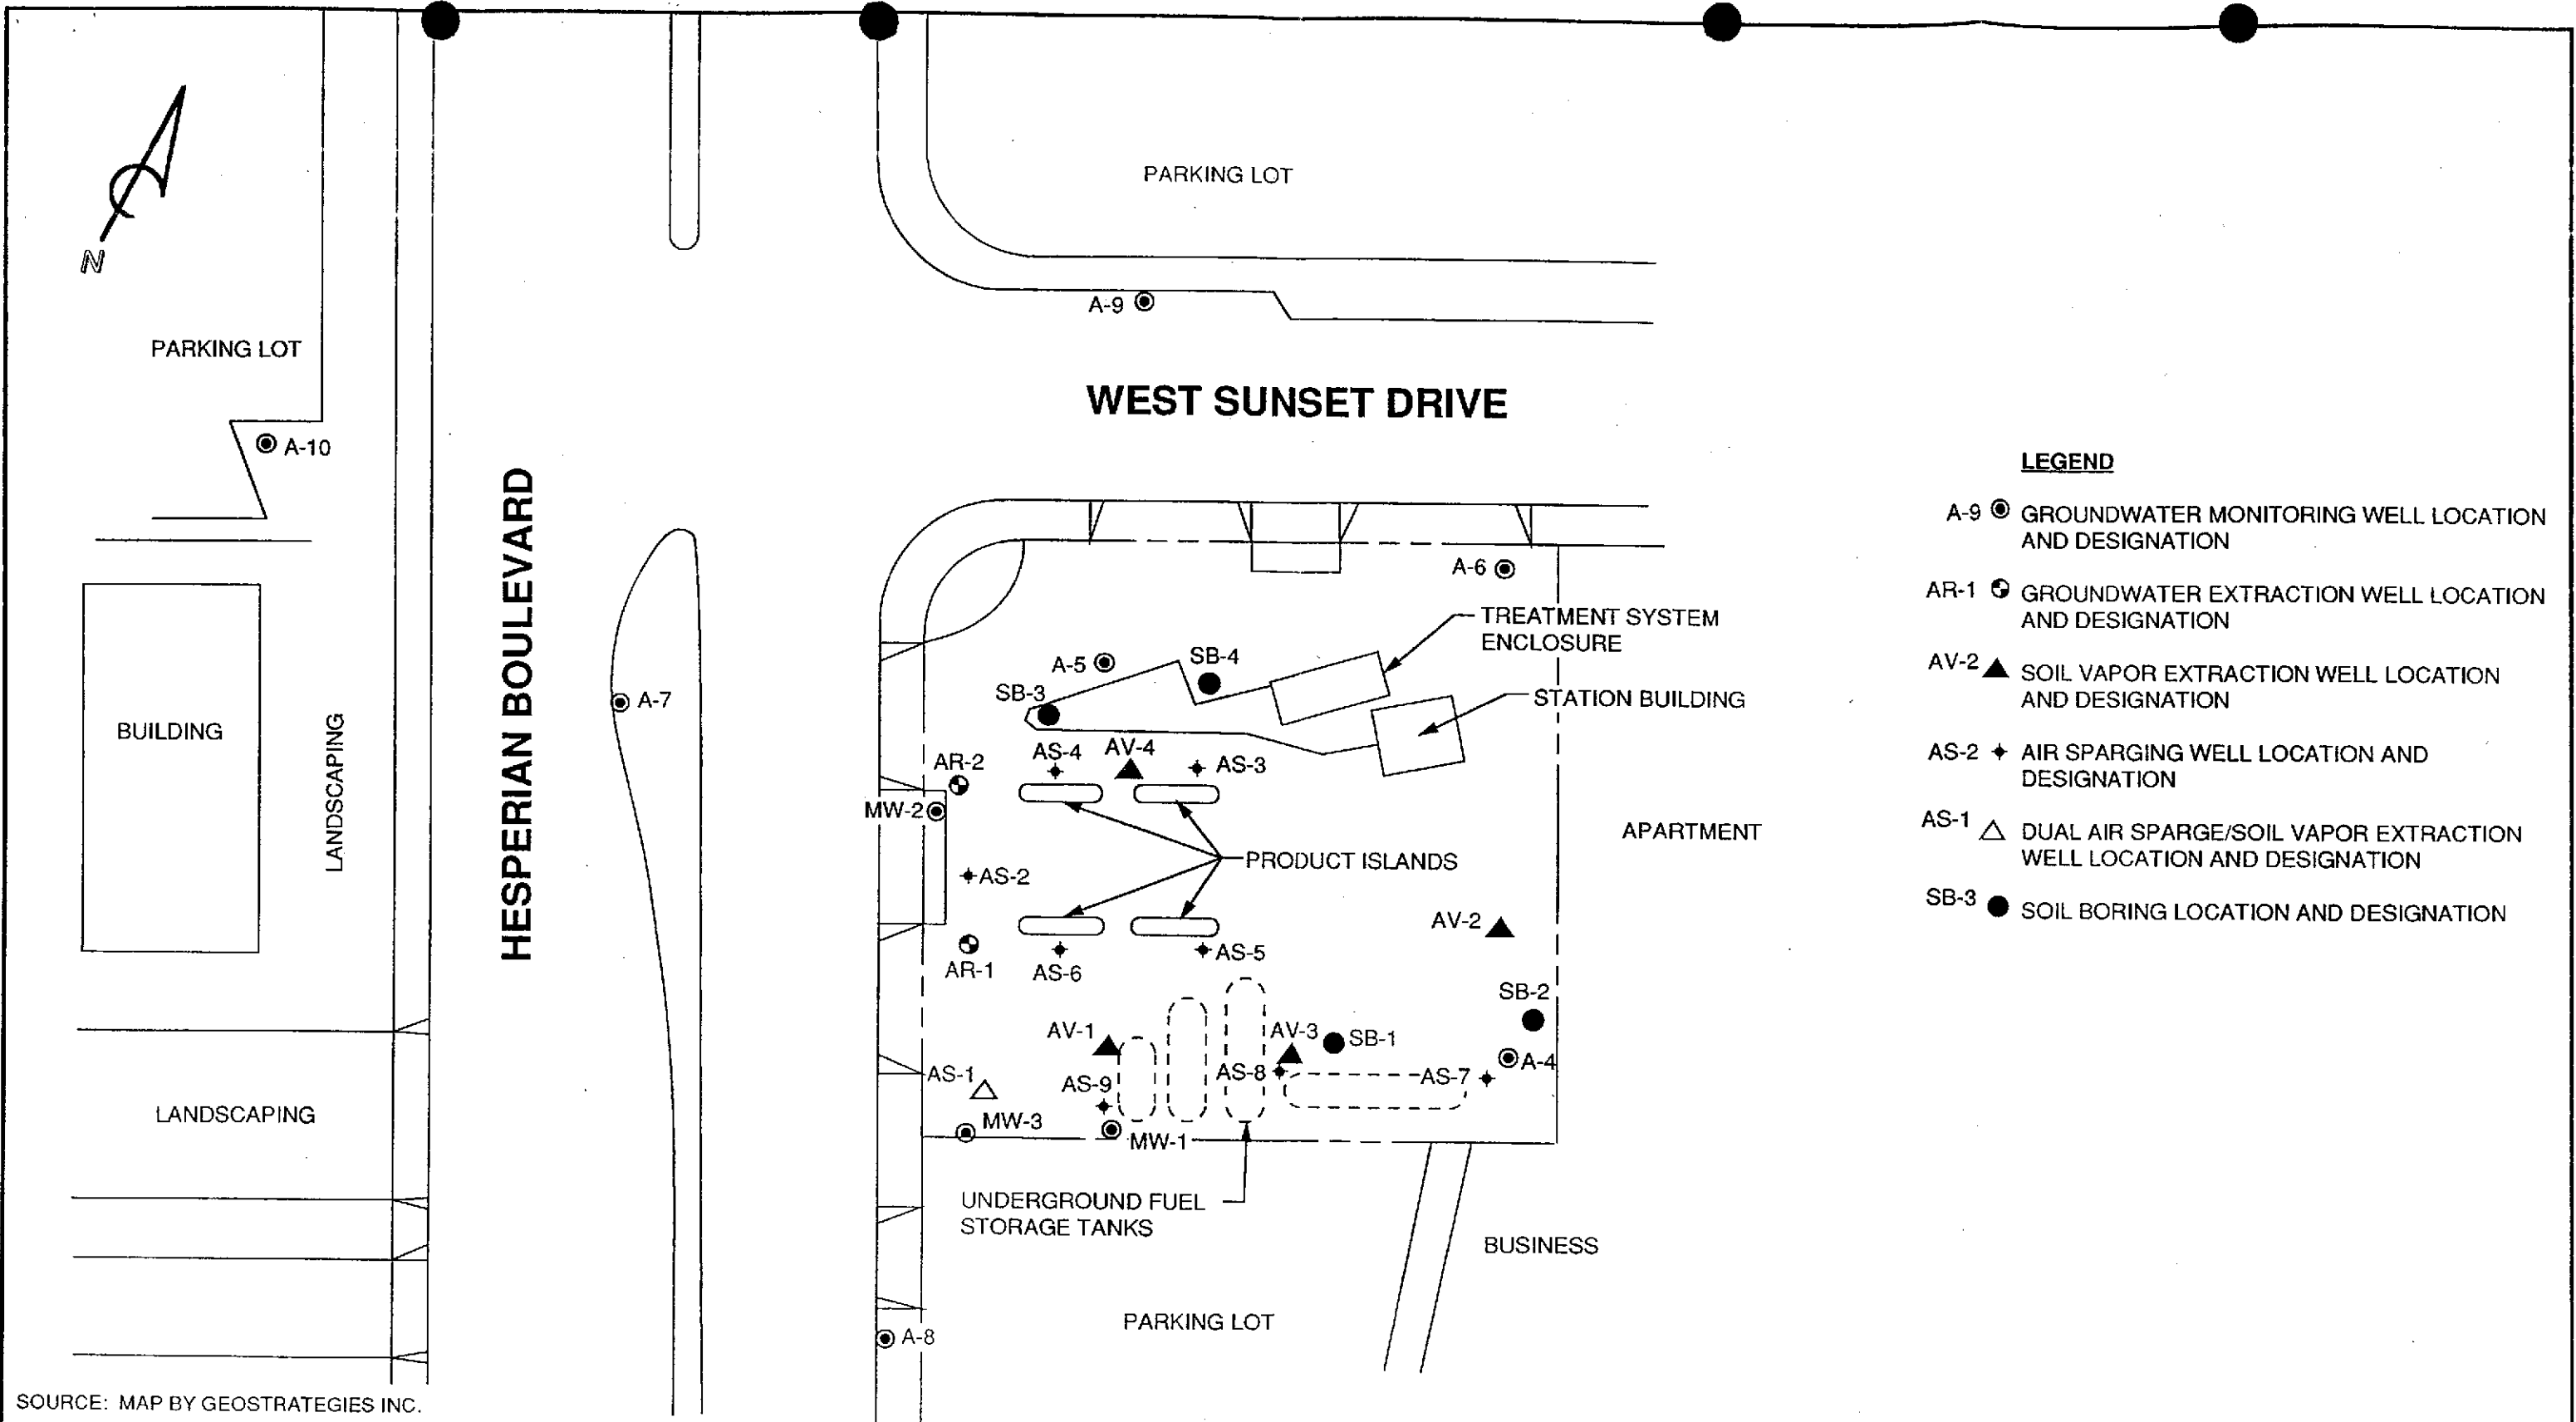 N
PARKING LOT
PARKING LOT
A-9
WEST SUNSET DRIVE
A-10
HESPERIAN BOULEVARD
LANDSCAPING
BUILDING
A-7
A-6
TREATMENT SYSTEM
ENCLOSURE
A-5
SB-4
SB-3
STATION BUILDING
AS-4
AV-4
AS-3
AR-2
MW-2
APARTMENT
PRODUCT ISLANDS
AS-2
AV-2
AS-5
AR-1
AS-6
SB-2
AV-1
AV-3
SB-1
A-4
AS-1
AS-9
AS-8
AS-7
LANDSCAPING
MW-3
MW-1
UNDERGROUND FUEL
STORAGE TANKS
BUSINESS
PARKING LOT
A-8
LEGEND
A-9 GROUNDWATER MONITORING WELL LOCATION
AND DESIGNATION
AR-1 GROUNDWATER EXTRACTION WELL LOCATION
AND DESIGNATION
AV-2 SOIL VAPOR EXTRACTION WELL LOCATION
AND DESIGNATION
AS-2 AIR SPARGING WELL LOCATION AND
DESIGNATION
AS-1 DUAL AIR SPARGE/SOIL VAPOR EXTRACTION
WELL LOCATION AND DESIGNATION
SB-3 SOIL BORING LOCATION AND DESIGNATION
SOURCE: MAP BY GEOSTRATEGIES INC.